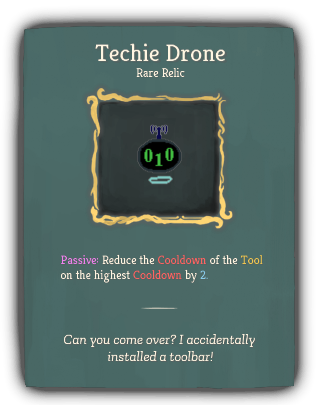 Techie Drone
Rare Relic
010
Passive: Reduce the Cooldown of the Tool
on the highest Cooldown by 2.
Can you come over? I accidentally
installed a toolbar!